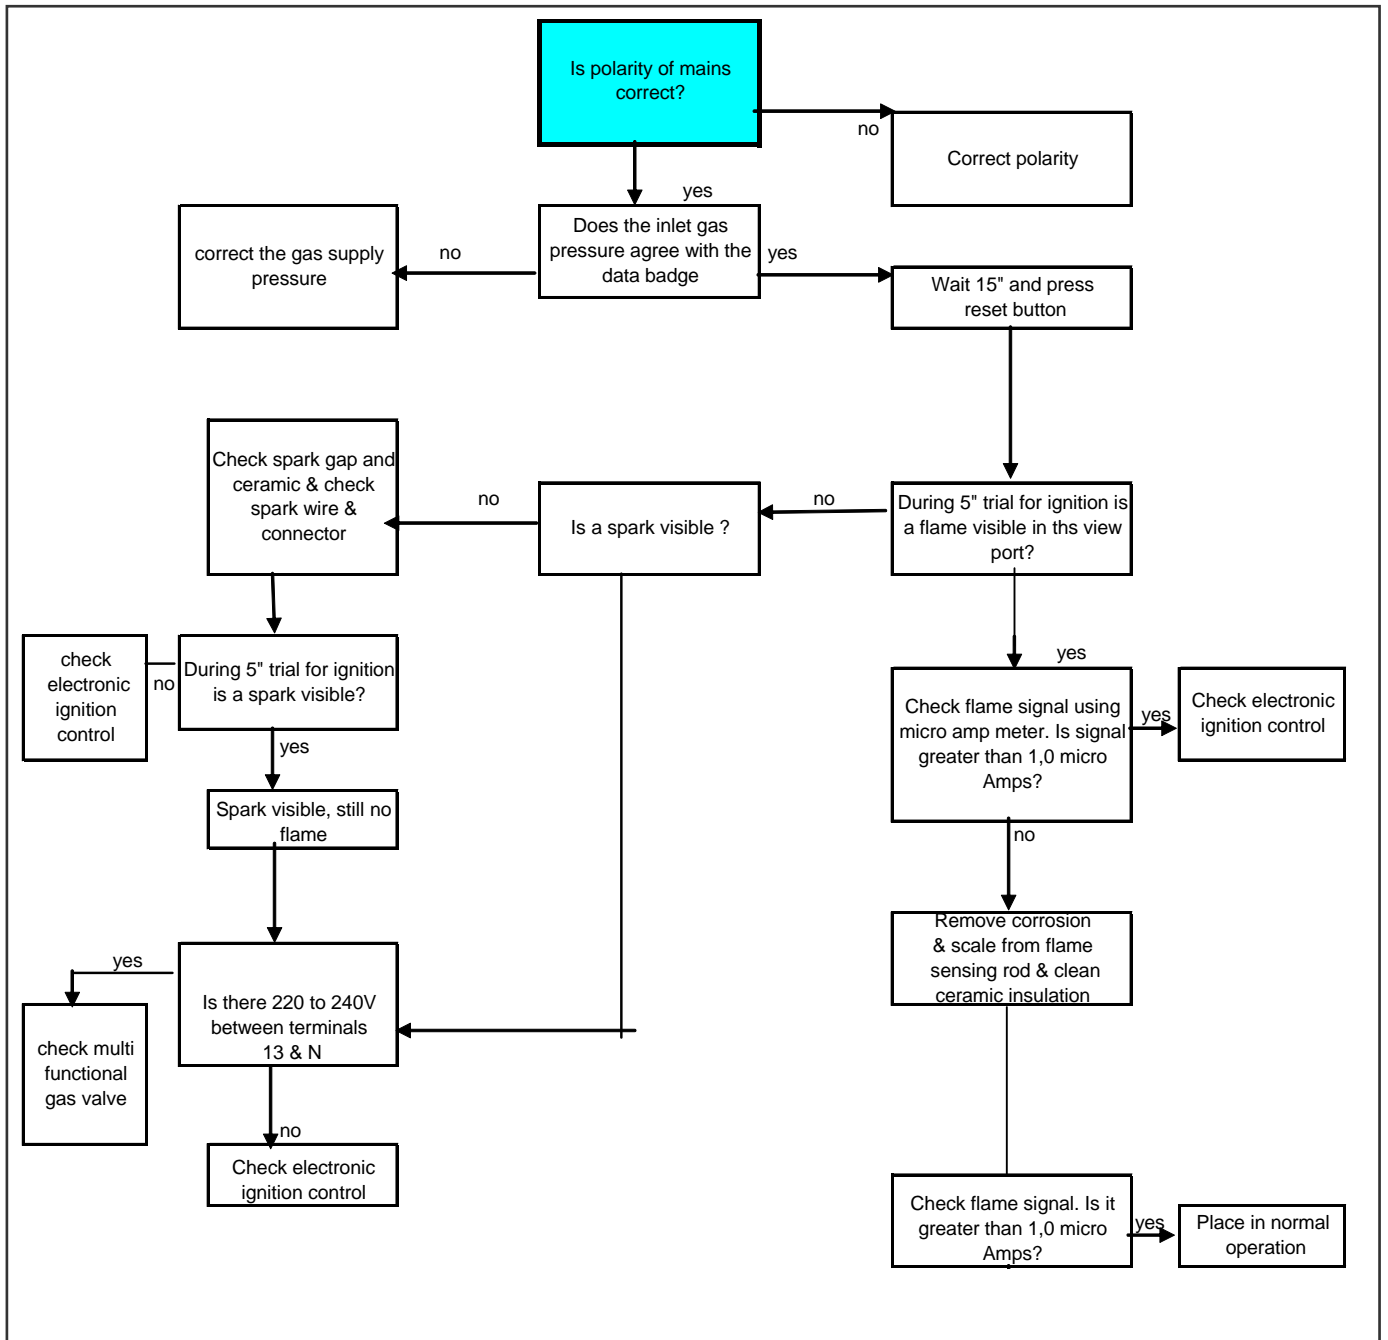 Is polarity of mains
correct?
no
Correct polarity
yes
correct the gas supply
pressure
no
Does the inlet gas
pressure agree with the
data badge
yes
Wait 15" and press
reset button
Check spark gap and
ceramic & check
spark wire &
connector
no
Is a spark visible ?
no
During 5" trial for ignition is
a flame visible in ths view
port?
check
electronic
ignition
control
no
During 5" trial for ignition
is a spark visible?
yes
Check flame signal using
micro amp meter. Is signal
greater than 1,0 micro
Amps?
yes
Check electronic
ignition control
yes
Spark visible, still no
flame
no
Remove corrosion
& scale from flame
sensing rod & clean
ceramic insulation
yes
Is there 220 to 240V
between terminals
13 & N
check multi
functional
gas valve
no
Check electronic
ignition control
Check flame signal. Is it
greater than 1,0 micro
Amps?
yes
Place in normal
operation